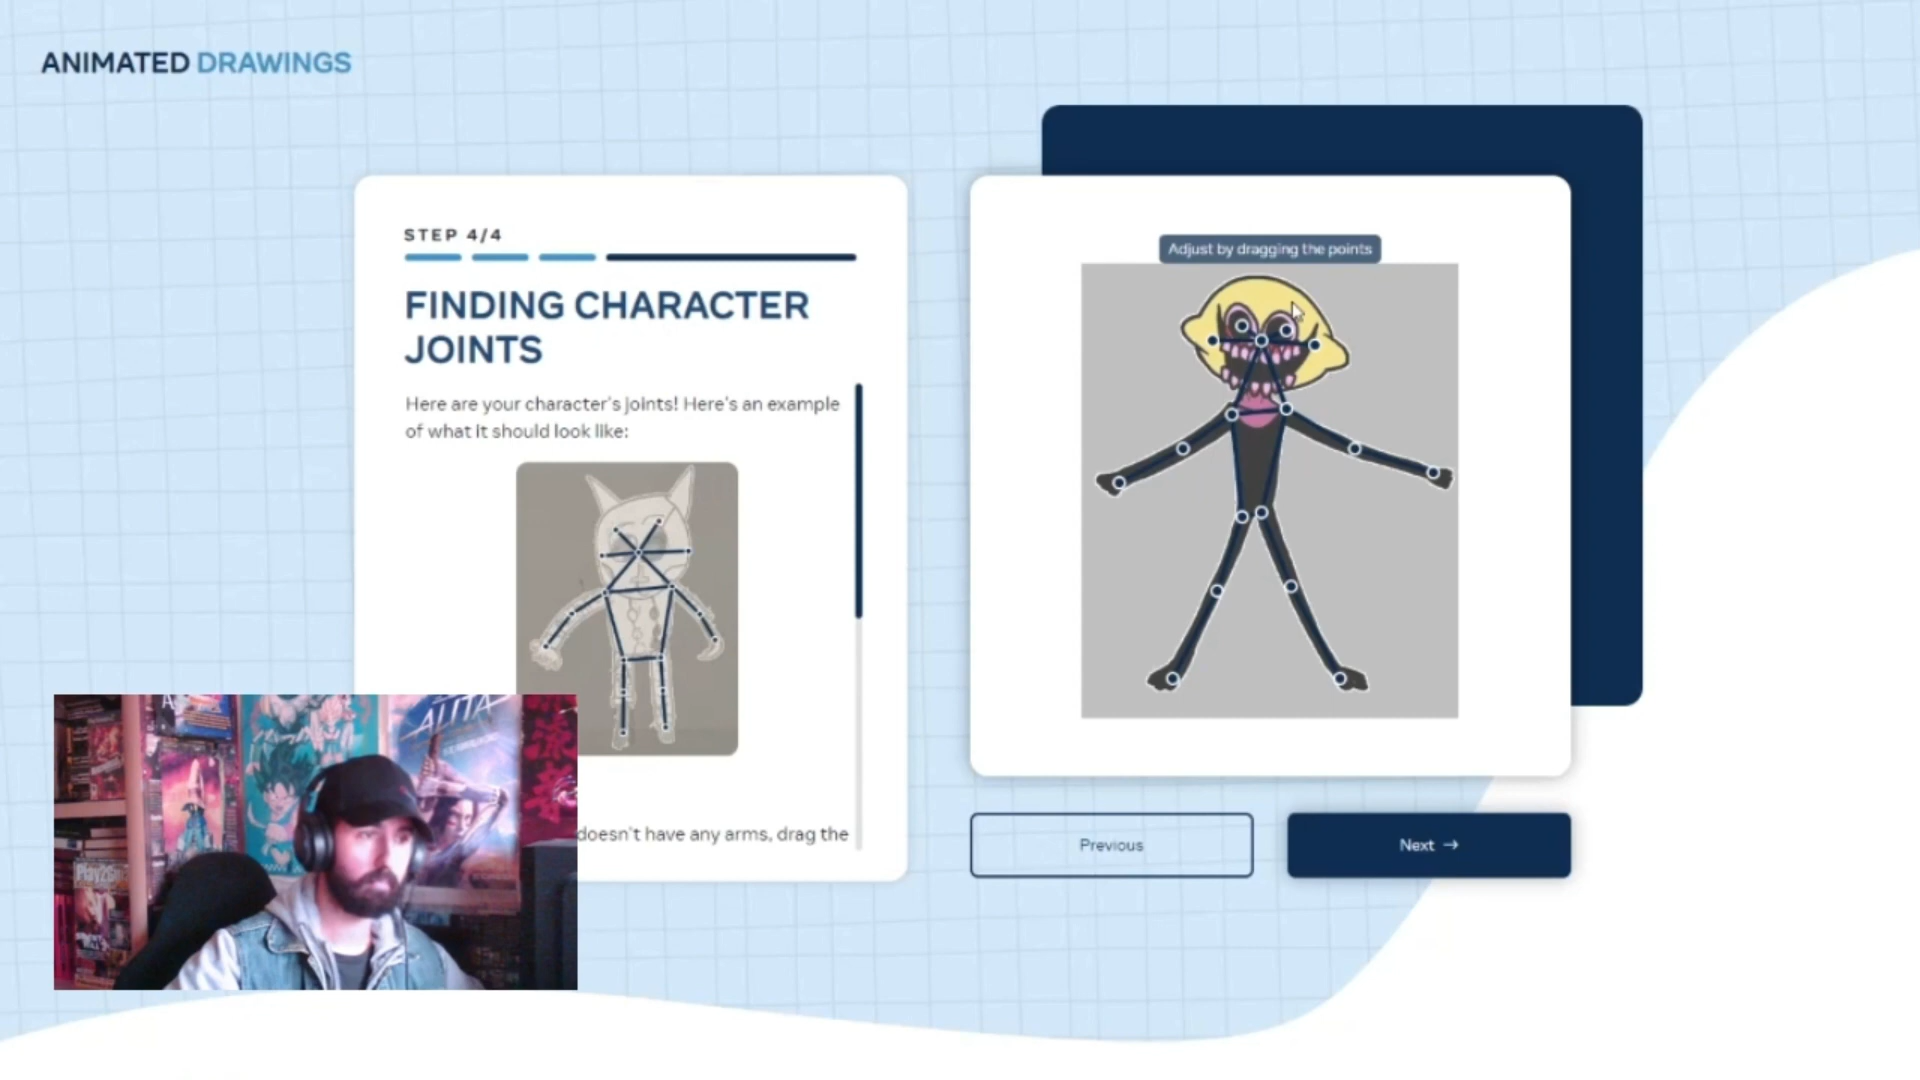 ANIMATED DRAWINGS
STEP 4/4
FINDING CHARACTER
JOINTS
Here are your character's joints! Here's an example
of what it should look like:
doesn't have any arms, drag the
Adjust by dragging the points
Previous
Next →
ALITA